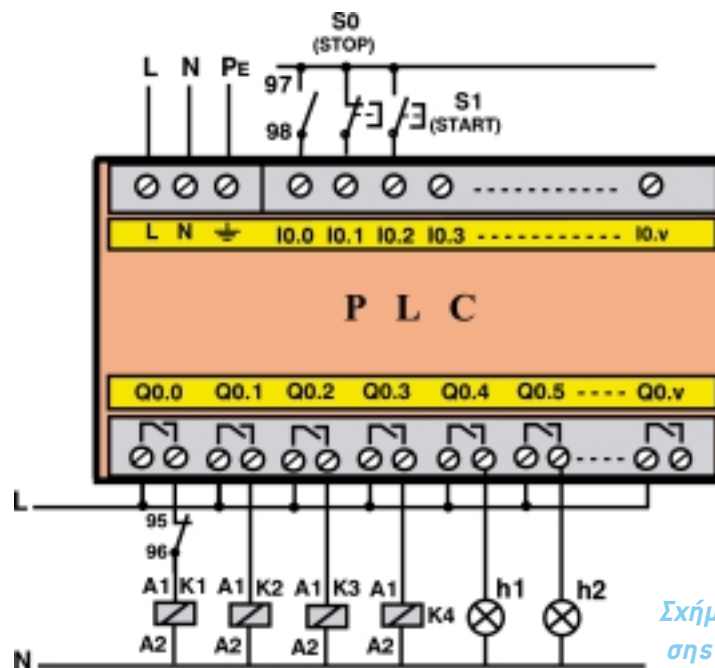 S0
(STOP)
L N PE
97
98
S1
(START)
L N I0.0 I0.1 I0.2 I0.3 - - - - - - - - - - - I0.v
P L C
Q0.0 Q0.1 Q0.2 Q0.3 Q0.4 Q0.5 - - - - Q0.v
L
95
96
A1 K1 A1 K2 A1 K3 A1 K4 h1 h2
A2 A2 A2 A2
N
Σχήμ
σης